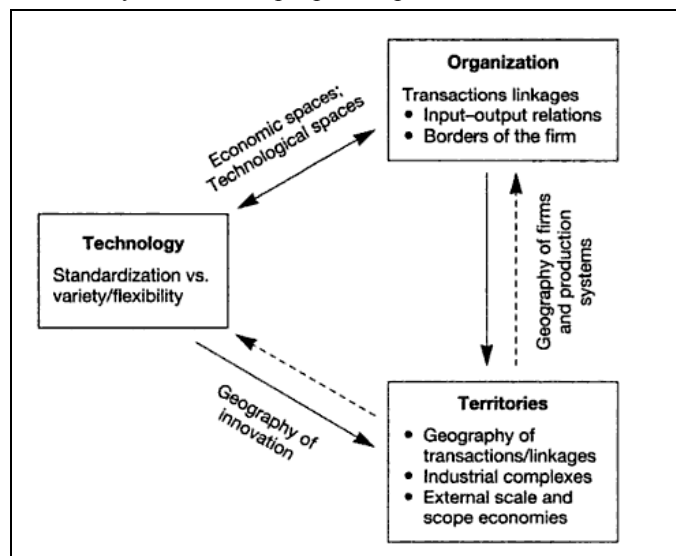 Organization
Transactions linkages
• Input–output relations
• Borders of the firm
Economic spaces;
Technological spaces
Technology
Standardization vs.
variety/flexibility
Geography of firms
and production
systems
Geography of
innovation
Territories
• Geography of
transactions/linkages
• Industrial complexes
• External scale and
scope economies